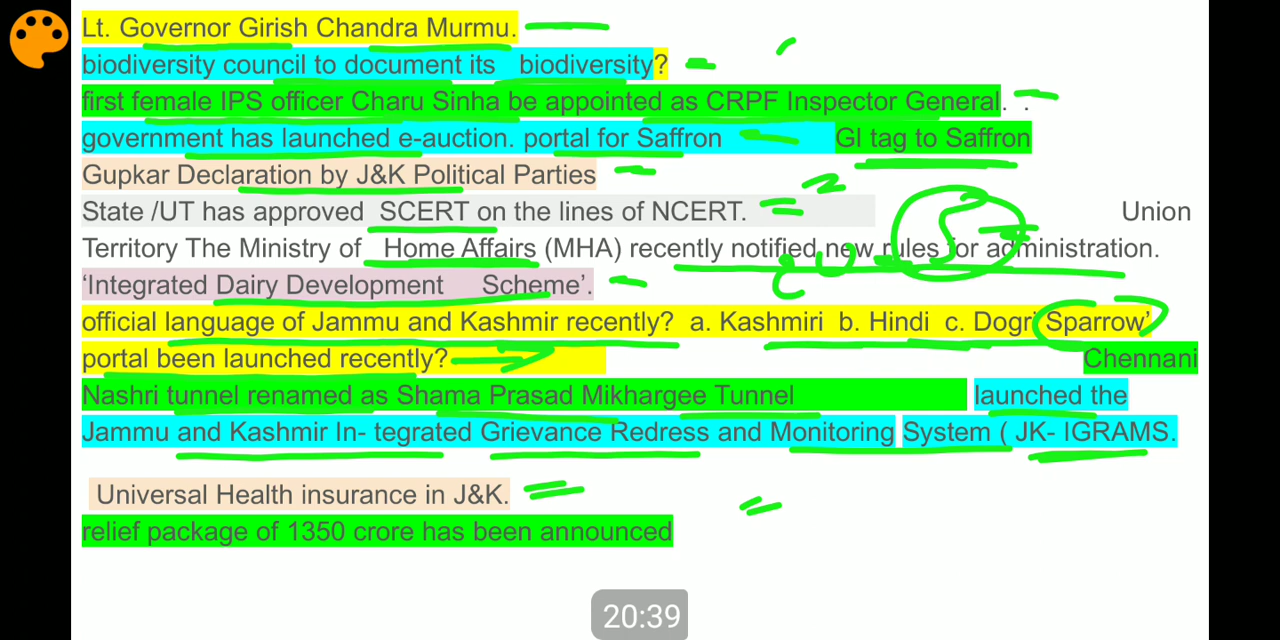 Lt. Governor Girish Chandra Murmu.
biodiversity council to document its biodiversity?
first female IPS officer Charu Sinha be appointed as CRPF Inspector General. .
government has launched e-auction. portal for Saffron GI tag to Saffron
Gupkar Declaration by J&K Political Parties
State /UT has approved SCERT on the lines of NCERT. Union
Territory The Ministry of Home Affairs (MHA) recently notified new rules for administration.
‘Integrated Dairy Development Scheme’.
official language of Jammu and Kashmir recently? a. Kashmiri b. Hindi c. Dogri Sparrow’
portal been launched recently? Chennani
Nashri tunnel renamed as Shama Prasad Mikhargee Tunnel launched the
Jammu and Kashmir In- tegrated Grievance Redress and Monitoring System ( JK- IGRAMS.
Universal Health insurance in J&K.
relief package of 1350 crore has been announced
20:39